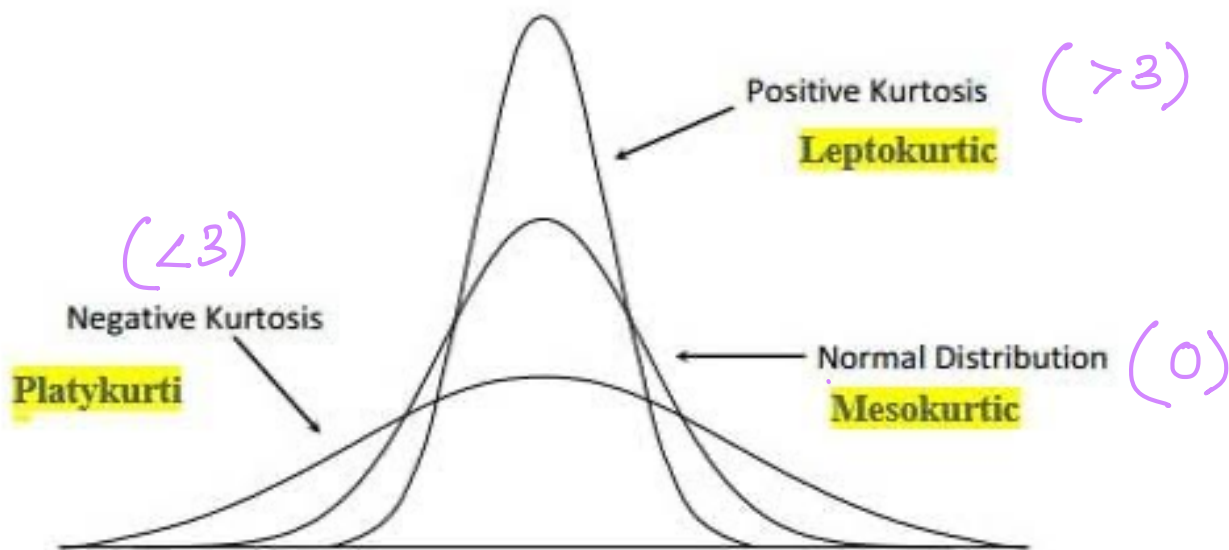 Positive Kurtosis (>3)
Leptokurtic
(<3)
Negative Kurtosis
Platykurti
Normal Distribution (0)
Mesokurtic